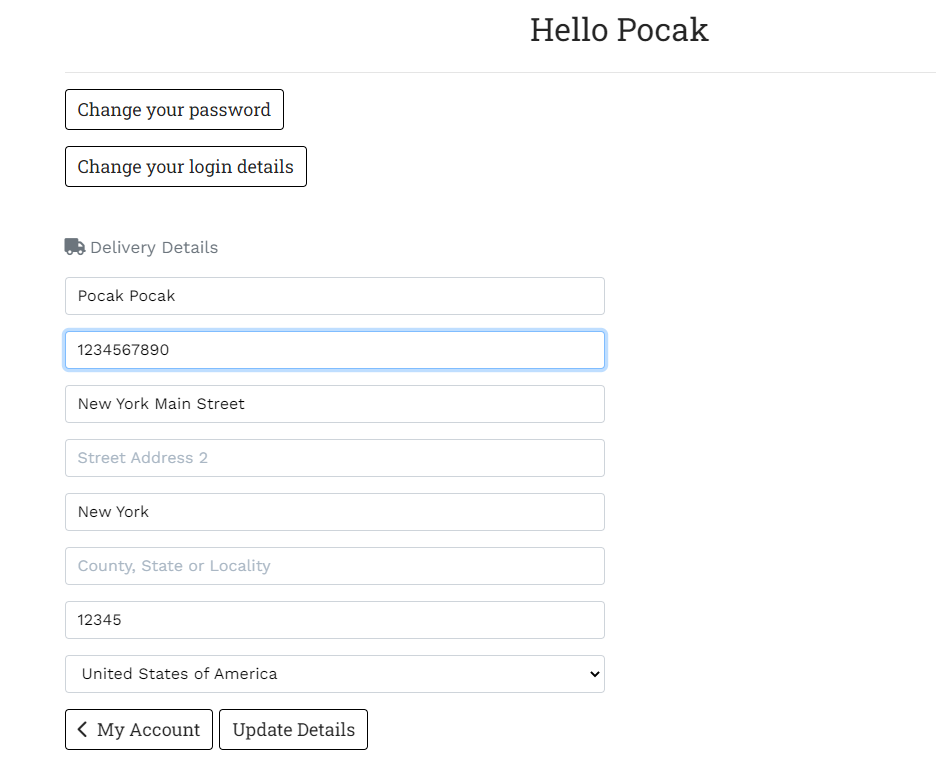 Hello Pocak
Change your password
Change your login details
Delivery Details
Pocak Pocak
1234567890
New York Main Street
Street Address 2
New York
County, State or Locality
12345
United States of America
My Account
Update Details